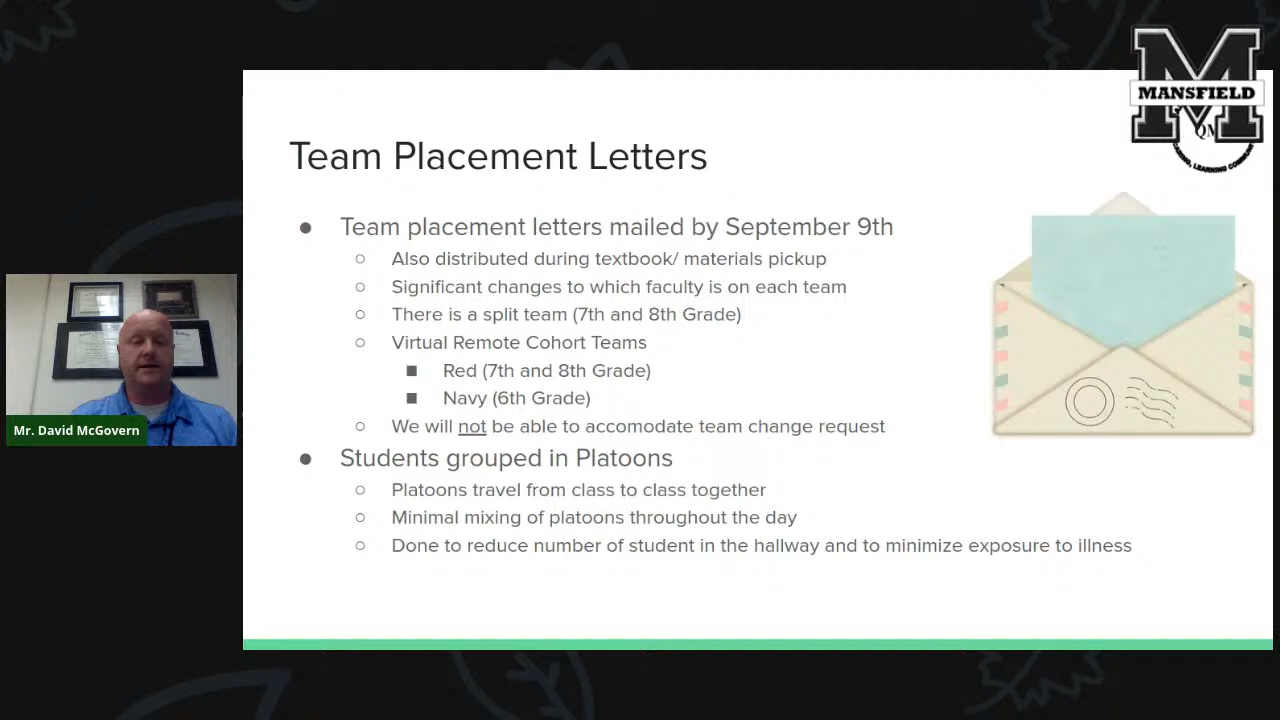 MANSFIELD
QM
Team Placement Letters
● Team placement letters mailed by September 9th
○ Also distributed during textbook/ materials pickup
○ Significant changes to which faculty is on each team
○ There is a split team (7th and 8th Grade)
○ Virtual Remote Cohort Teams
■ Red (7th and 8th Grade)
■ Navy (6th Grade)
○ We will not be able to accomodate team change request
● Students grouped in Platoons
○ Platoons travel from class to class together
○ Minimal mixing of platoons throughout the day
○ Done to reduce number of student in the hallway and to minimize exposure to illness
Mr. David McGovern